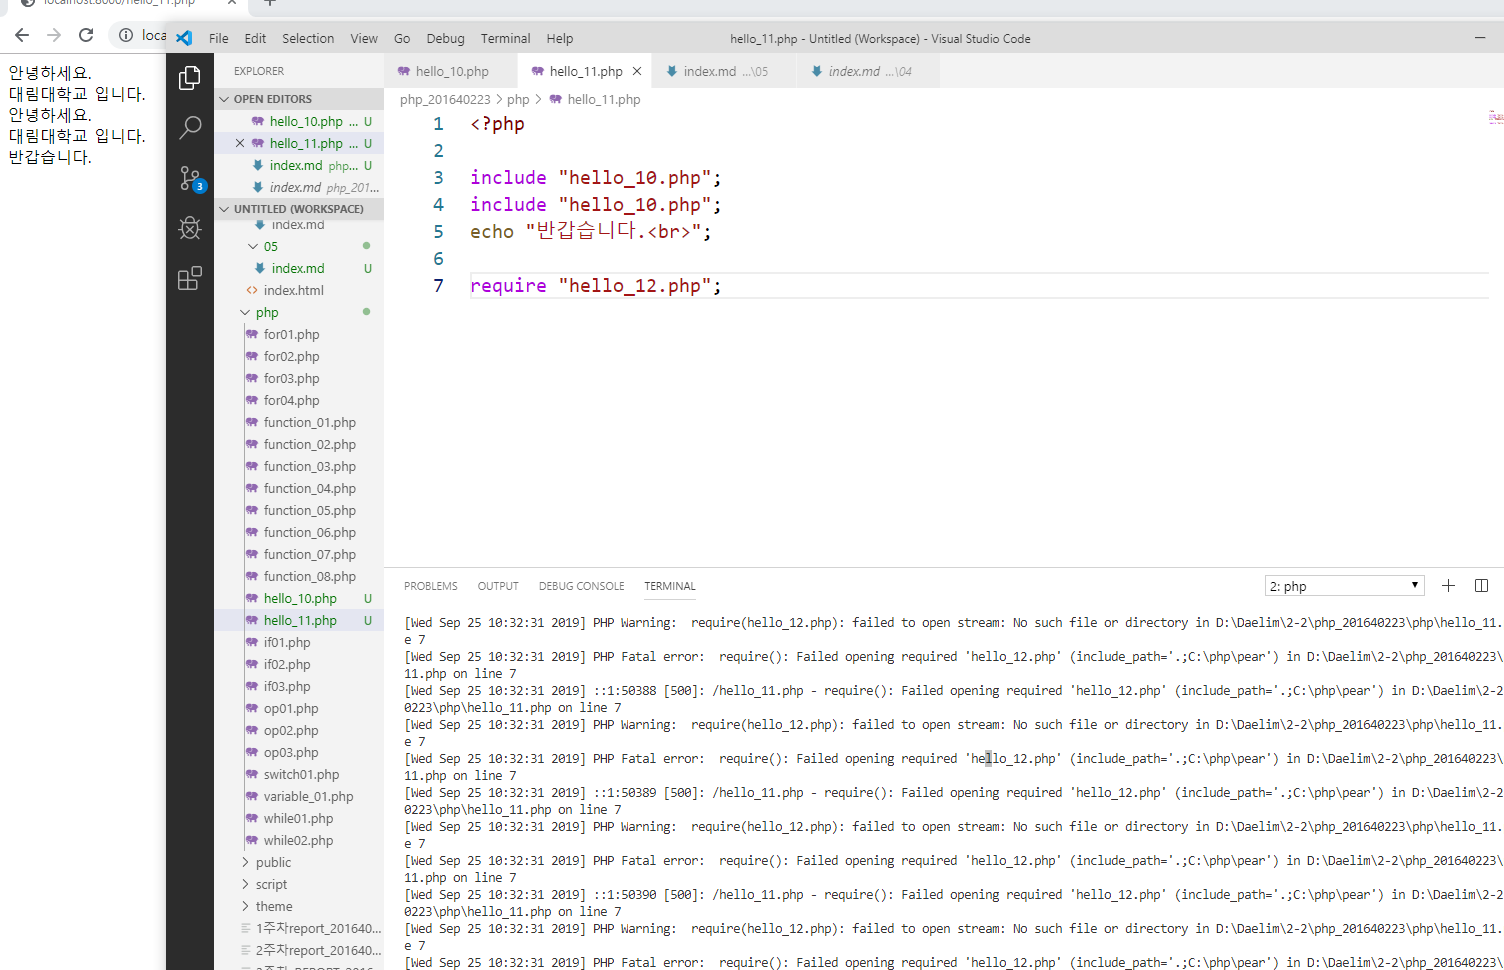 localhost:8000/hello_11.php
loca
안녕하세요.
대림대학교 입니다.
안녕하세요.
대림대학교 입니다.
반갑습니다.
File Edit Selection View Go Debug Terminal Help
hello_11.php - Untitled (Workspace) - Visual Studio Code
3
EXPLORER
OPEN EDITORS
hello_10.php ... U
hello_11.php ... U
index.md php... U
index.md php_201...
UNTITLED (WORKSPACE)
index.md
05
index.md U
index.html
php
for01.php
for02.php
for03.php
for04.php
function_01.php
function_02.php
function_03.php
function_04.php
function_05.php
function_06.php
function_07.php
function_08.php
hello_10.php U
hello_11.php U
if01.php
if02.php
if03.php
op01.php
op02.php
op03.php
switch01.php
variable_01.php
while01.php
while02.php
public
script
theme
1주차report_201640...
2주차report_201640...
hello_10.php
hello_11.php
index.md ...\05
index.md ...\04
php_201640223 > php > hello_11.php
1 <?php
2
3 include "hello_10.php";
4 include "hello_10.php";
5 echo "반갑습니다.<br>";
6
7 require "hello_12.php";
PROBLEMS OUTPUT DEBUG CONSOLE TERMINAL
2: php
[Wed Sep 25 10:32:31 2019] PHP Warning:  require(hello_12.php): failed to open stream: No such file or directory in D:\Daelim\2-2\php_201640223\php\hello_11.
e 7
[Wed Sep 25 10:32:31 2019] PHP Fatal error:  require(): Failed opening required 'hello_12.php' (include_path='.;C:\php\pear') in D:\Daelim\2-2\php_201640223\
11.php on line 7
[Wed Sep 25 10:32:31 2019] ::1:50388 [500]: /hello_11.php - require(): Failed opening required 'hello_12.php' (include_path='.;C:\php\pear') in D:\Daelim\2-2
0223\php\hello_11.php on line 7
[Wed Sep 25 10:32:31 2019] PHP Warning:  require(hello_12.php): failed to open stream: No such file or directory in D:\Daelim\2-2\php_201640223\php\hello_11.
e 7
[Wed Sep 25 10:32:31 2019] PHP Fatal error:  require(): Failed opening required 'hello_12.php' (include_path='.;C:\php\pear') in D:\Daelim\2-2\php_201640223\
11.php on line 7
[Wed Sep 25 10:32:31 2019] ::1:50389 [500]: /hello_11.php - require(): Failed opening required 'hello_12.php' (include_path='.;C:\php\pear') in D:\Daelim\2-2
0223\php\hello_11.php on line 7
[Wed Sep 25 10:32:31 2019] PHP Warning:  require(hello_12.php): failed to open stream: No such file or directory in D:\Daelim\2-2\php_201640223\php\hello_11.
e 7
[Wed Sep 25 10:32:31 2019] PHP Fatal error:  require(): Failed opening required 'hello_12.php' (include_path='.;C:\php\pear') in D:\Daelim\2-2\php_201640223\
11.php on line 7
[Wed Sep 25 10:32:31 2019] ::1:50390 [500]: /hello_11.php - require(): Failed opening required 'hello_12.php' (include_path='.;C:\php\pear') in D:\Daelim\2-2
0223\php\hello_11.php on line 7
[Wed Sep 25 10:32:31 2019] PHP Warning:  require(hello_12.php): failed to open stream: No such file or directory in D:\Daelim\2-2\php_201640223\php\hello_11.
e 7
[Wed Sep 25 10:32:31 2019] PHP Fatal error:  require(): Failed opening required 'hello_12.php' (include_path='.;C:\php\pear') in D:\Daelim\2-2\php_201640223\